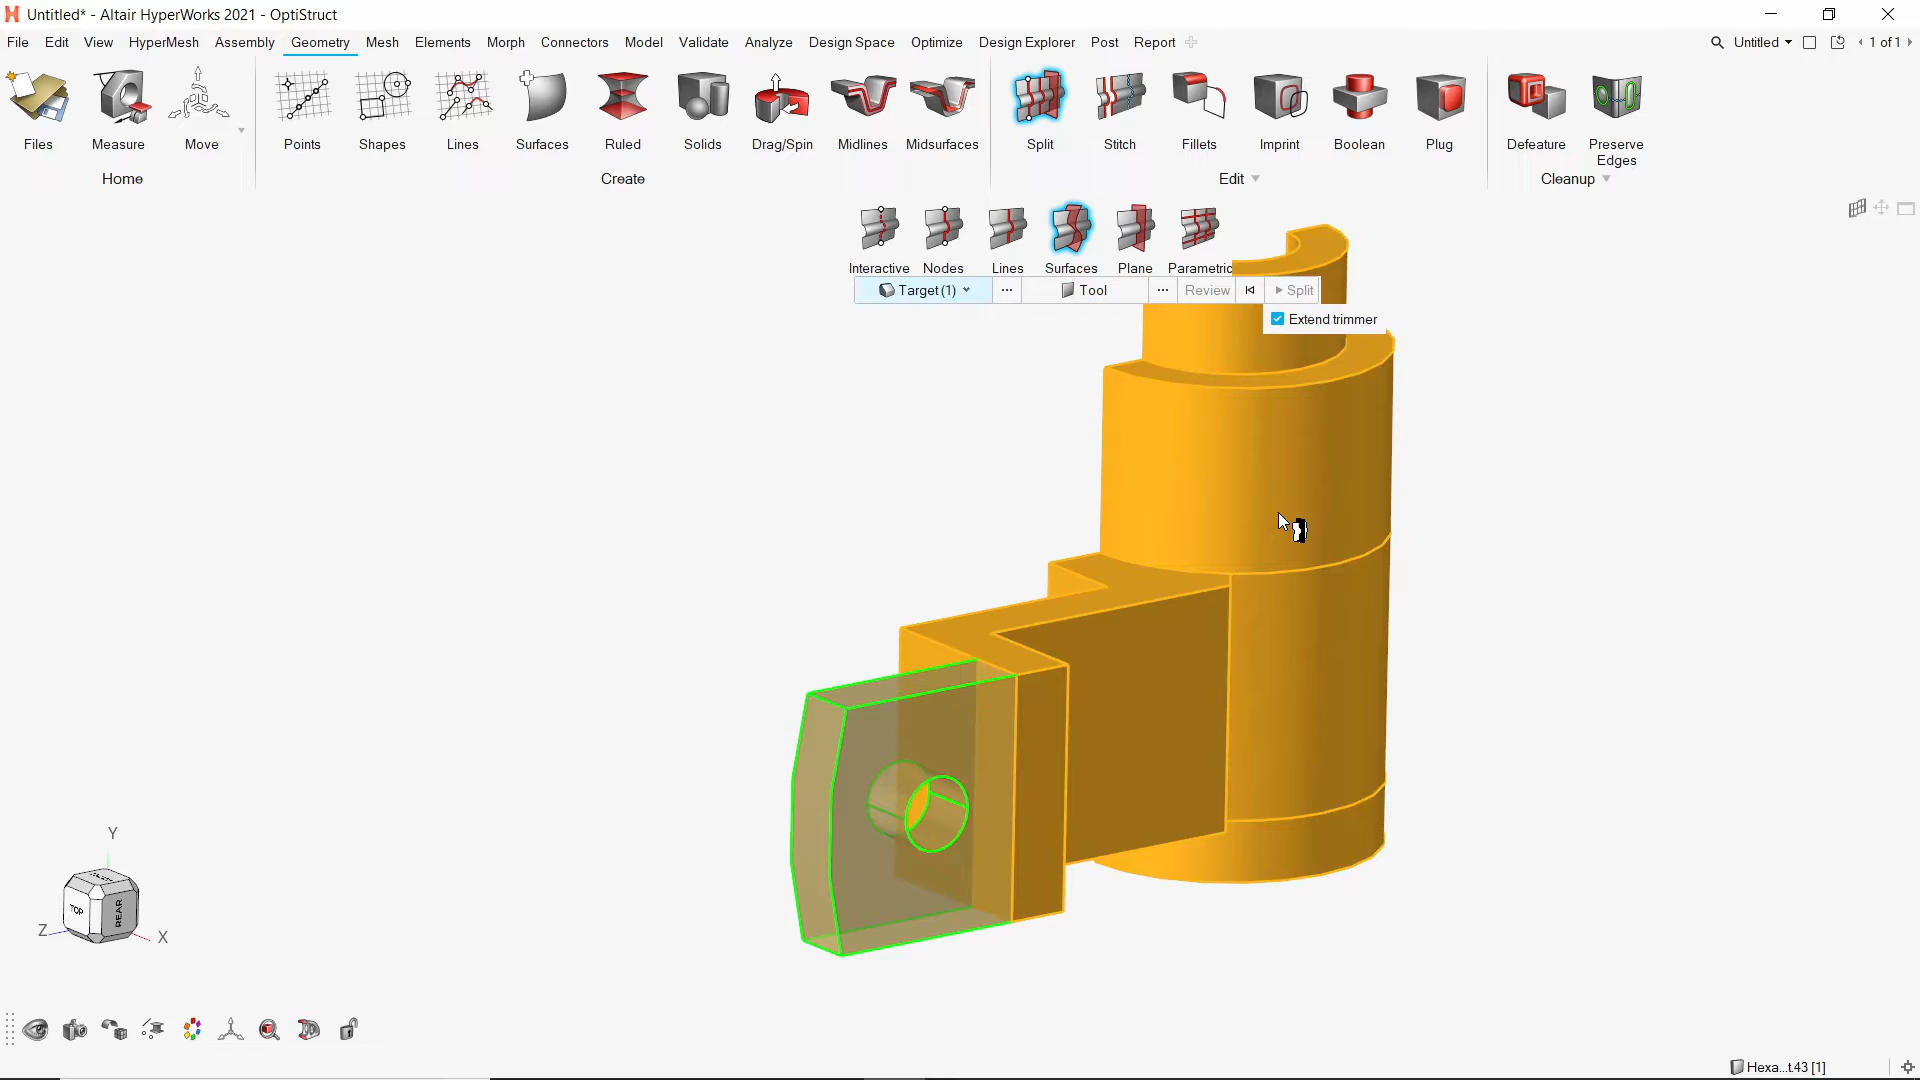 Untitled* - Altair HyperWorks 2021 - OptiStruct
File Edit View HyperMesh Assembly Geometry Mesh Elements Morph Connectors Model Validate Analyze Design Space Optimize Design Explorer Post Report Untitled 1 of 1
Files Measure Move Points Shapes Lines Surfaces Ruled Solids Drag/Spin Midlines Midsurfaces Split Stitch Fillets Imprint Boolean Plug Defeature Preserve Edges
Home Create Edit Cleanup
Interactive Nodes Lines Surfaces Plane Parametric
Target (1) ... Tool ... Review Split
Extend trimmer
Y
TOP REAR
Z X
Hexa...t.43 [1]